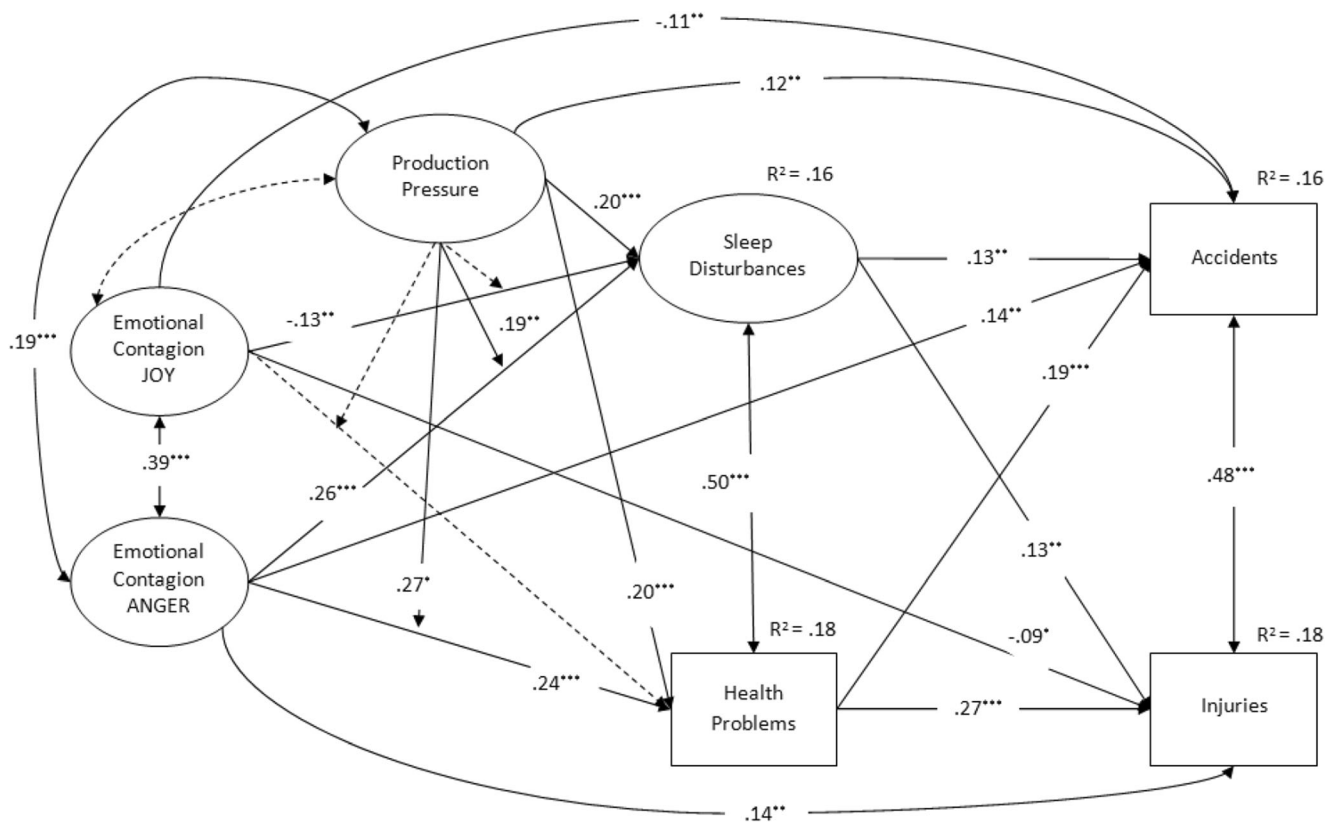 -.11**
.12**
Production
Pressure
R² = .16
R² = .16
.20***
Sleep
Disturbances
Accidents
.13**
Emotional
Contagion
JOY
-.13**
.19**
.14**
.19***
.19***
.39***
.26***
.50***
.48***
Emotional
Contagion
ANGER
.27*
.20***
.13**
-.09*
R² = .18
R² = .18
.24***
Health
Problems
.27***
Injuries
.14**